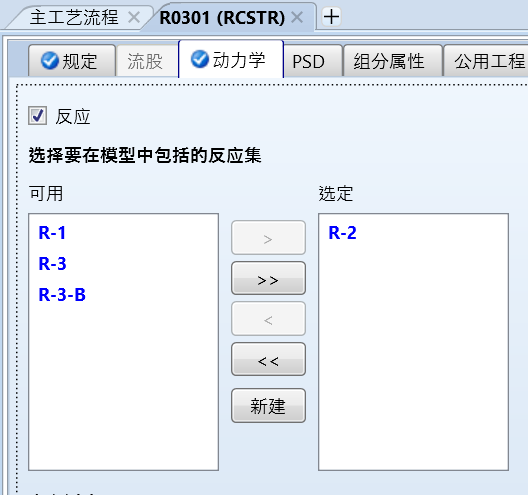 主工艺流程 R0301 (RCSTR)
规定 流股 动力学 PSD 组分属性 公用工程
反应
选择要在模型中包括的反应集
可用 选定
R-1 R-2
R-3
R-3-B
>
>>
<
<<
新建